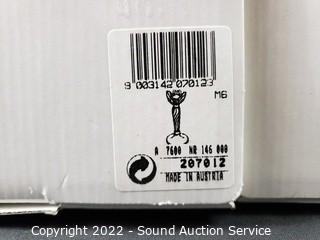 9 003142 070123
M6
A 7600 NR 146 000
207012
MADE IN AUSTRIA
Copyright 2022 - Sound Auction Service